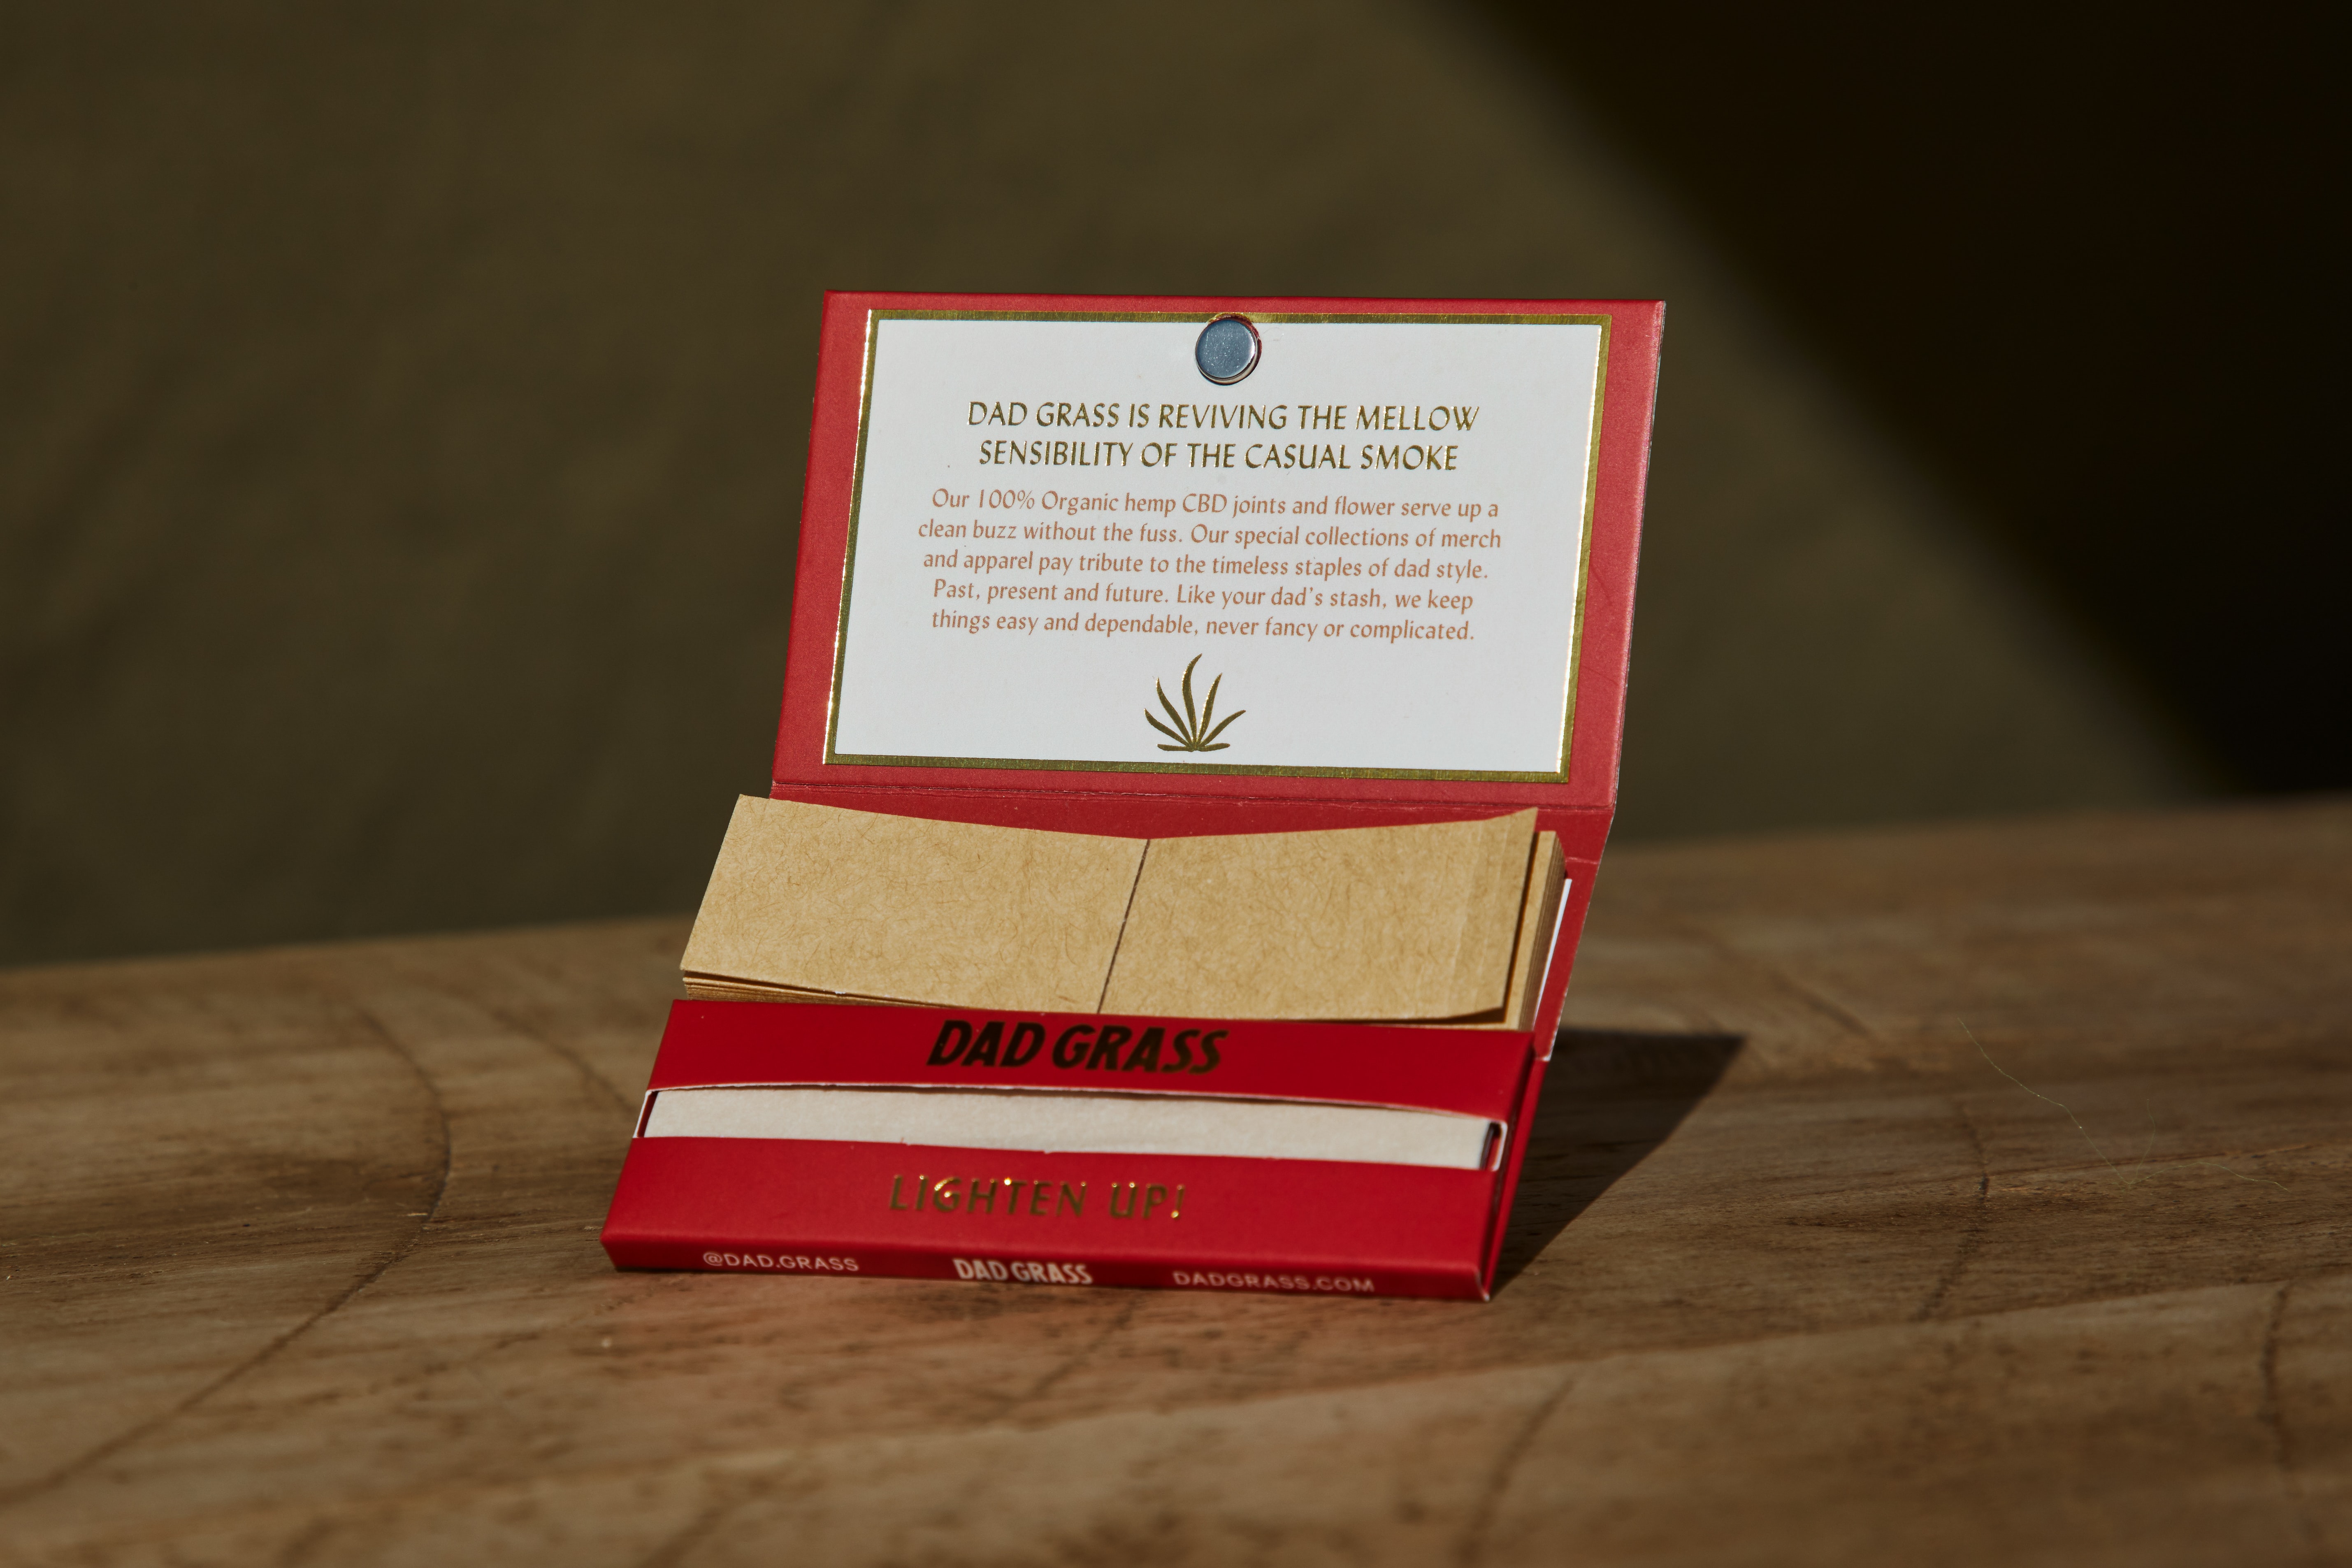 DAD GRASS IS REVIVING THE MELLOW
SENSIBILITY OF THE CASUAL SMOKE
Our 100% Organic hemp CBD joints and flower serve up a
clean buzz without the fuss. Our special collections of merch
and apparel pay tribute to the timeless staples of dad style.
Past, present and future. Like your dad's stash, we keep
things easy and dependable, never fancy or complicated.
DAD GRASS
LIGHTEN UP!
@DAD.GRASS DAD GRASS DADGRASS.COM